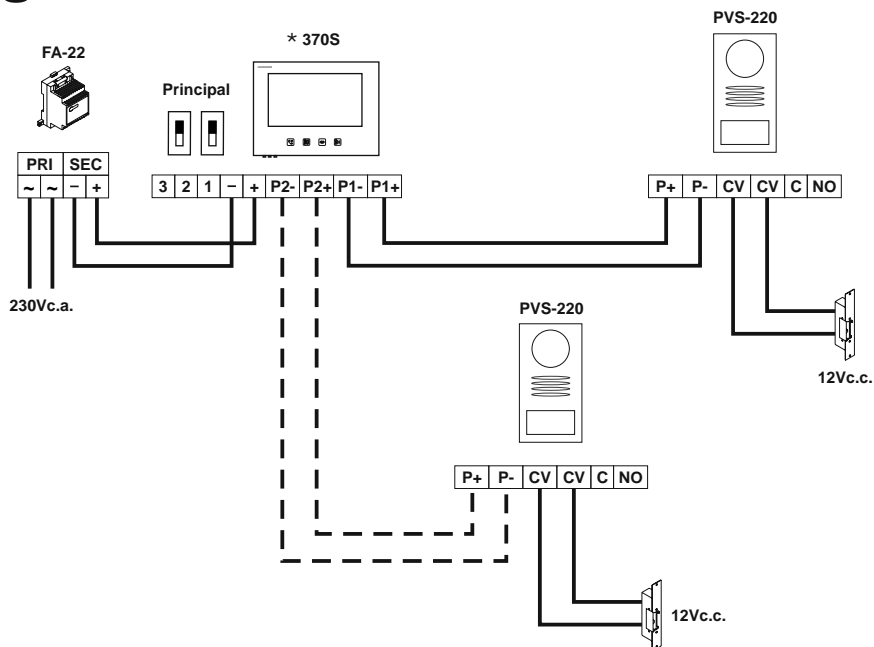 PVS-220
* 370S
FA-22
Principal
PRI SEC
~ ~ − +
3 2 1 − + P2- P2+ P1- P1+
P+ P- CV CV C NO
230Vc.a.
PVS-220
12Vc.c.
P+ P- CV CV C NO
12Vc.c.